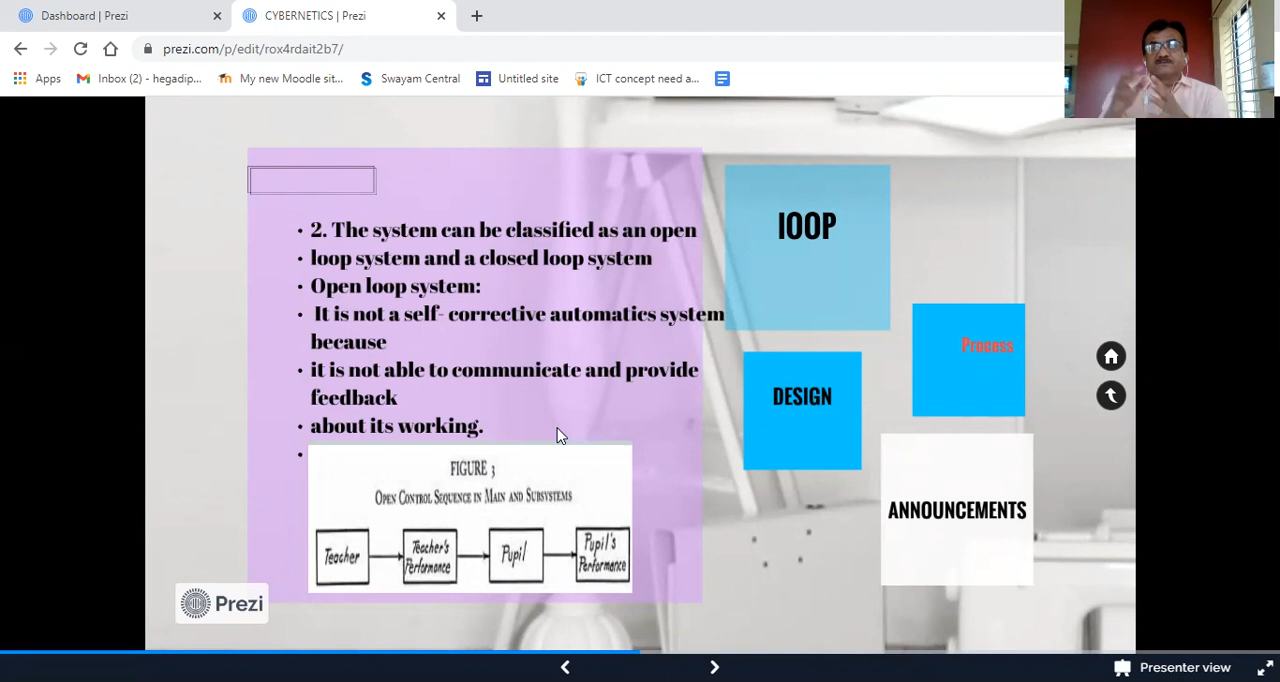 Dashboard | Prezi
CYBERNETICS | Prezi
prezi.com/p/edit/rox4rdait2b7/
Apps
Inbox (2) - hegadip...
My new Moodle sit...
Swayam Central
Untitled site
ICT concept need a...
• 2. The system can be classified as an open
• loop system and a closed loop system
• Open loop system:
• It is not a self- corrective automatics system
because
• it is not able to communicate and provide
feedback
• about its working.
•
FIGURE 3
OPEN CONTROL SEQUENCE IN MAIN AND SUBSYSTEMS
Teacher
Teacher's
Performance
Pupil
Pupil's
Performance
lOOP
Process
DESIGN
ANNOUNCEMENTS
Prezi
Presenter view